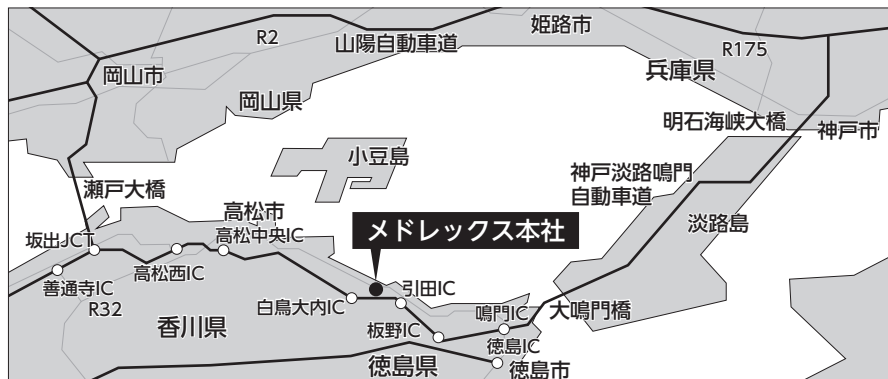 姫路市
R2
山陽自動車道
R175
岡山市
兵庫県
岡山県
明石海峡大橋
神戸市
小豆島
神戸淡路鳴門
自動車道
瀬戸大橋
高松市
淡路島
坂出JCT
高松中央IC
メドレックス本社
高松西IC
善通寺IC
引田IC
R32
白鳥大内IC
大鳴門橋
鳴門IC
香川県
板野IC
徳島IC
徳島県
徳島市